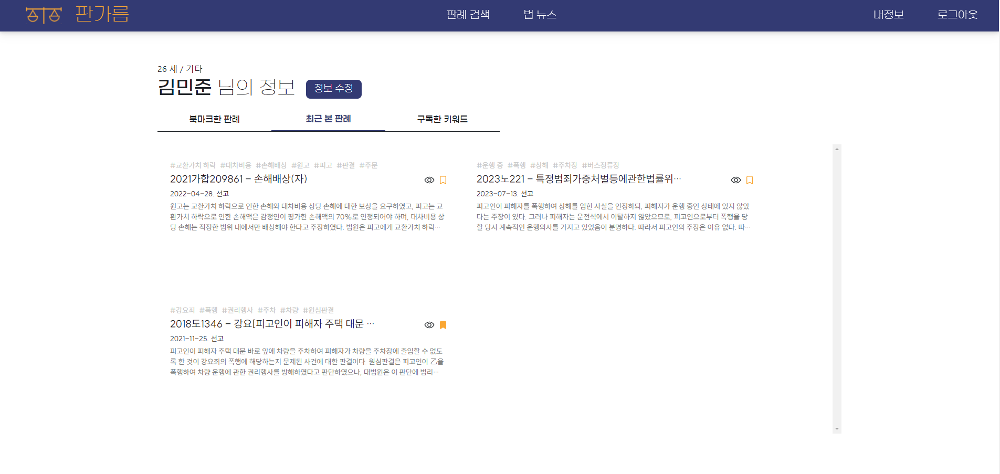 판가름
판례 검색
법 뉴스
내정보
로그아웃
26 세 / 기타
김민준 님의 정보
정보 수정
북마크한 판례
최근 본 판례
구독한 키워드
#교환가치 하락 #대차비용 #손해배상 #원고 #피고 #판결 #주문
2021가합209861 - 손해배상(자)
2022-04-28. 선고
원고는 교환가치 하락으로 인한 손해와 대차비용 상당 손해에 대한 보상을 요구하였고, 피고는 교
환가치 하락으로 인한 손해액은 감정인이 평가한 손해액의 70%로 인정되어야 하며, 대차비용 상
당 손해는 적정한 범위 내에서만 배상해야 한다고 주장하였다. 법원은 피고에게 교환가치 하락…
#운행 중 #폭행 #상해 #주차장 #버스정류장
2023노221 - 특정범죄가중처벌등에관한법률위…
2023-07-13. 선고
피고인이 피해자를 폭행하여 상해를 입힌 사실을 인정하되, 피해자가 운행 중인 상태에 있지 않았
다는 주장이 있다. 그러나 피해자는 운전석에서 이탈하지 않았으므로, 피고인으로부터 폭행을 당
할 당시 계속적인 운행의사를 가지고 있었음이 분명하다. 따라서 피고인의 주장은 이유 없다. 따…
#강요죄 #폭행 #권리행사 #주차 #차량 #원심판결
2018도1346 - 강요[피고인이 피해자 주택 대문 …
2021-11-25. 선고
피고인이 피해자 주택 대문 바로 앞에 차량을 주차하여 피해자가 차량을 주차장에 출입할 수 없도
록 한 것이 강요죄의 폭행에 해당하는지 문제된 사건에 대한 판결이다. 원심판결은 피고인이 乙을
폭행하여 차량 운행에 관한 권리행사를 방해하였다고 판단하였으나, 대법원은 이 판단에 법리…